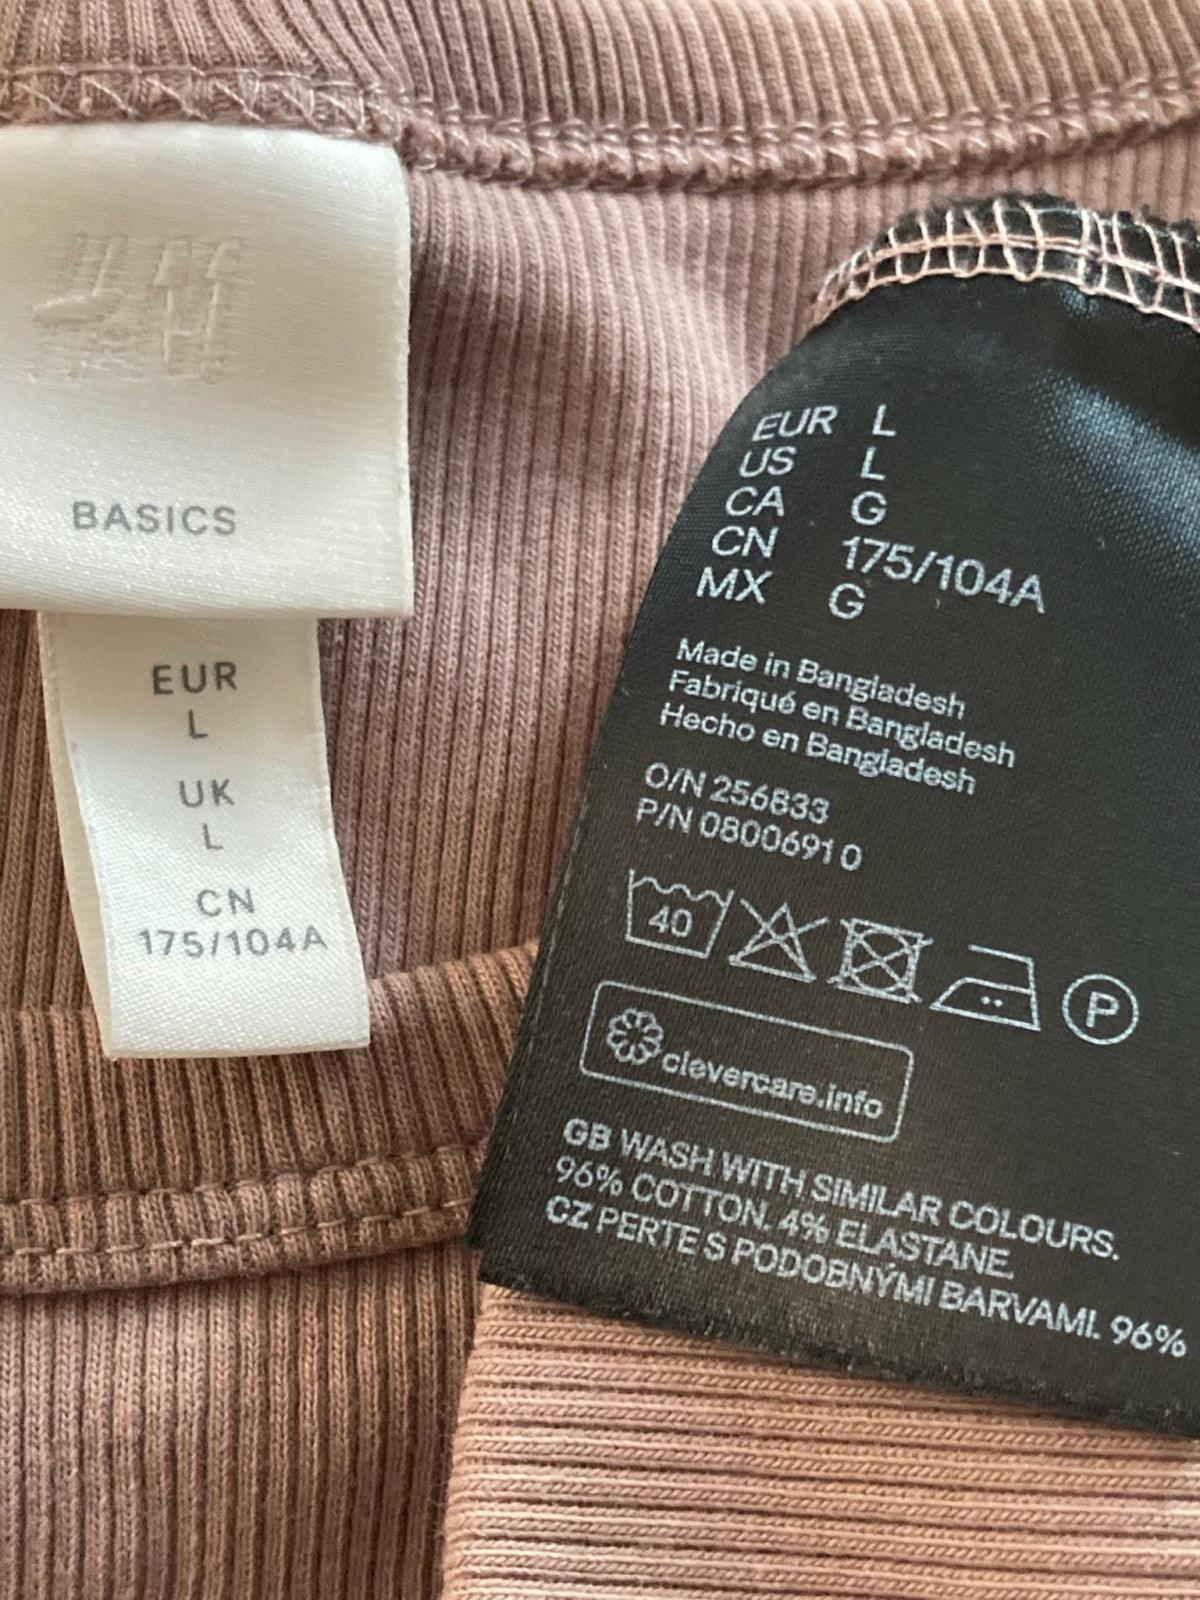 H&M
BASICS
EUR
L
UK
L
CN
175/104A
EUR L
US L
CA G
CN 175/104A
MX G
Made in Bangladesh
Fabriqué en Bangladesh
Hecho en Bangladesh
O/N 256833
P/N 0800691 0
40
P
clevercare.info
GB WASH WITH SIMILAR COLOURS.
96% COTTON. 4% ELASTANE.
CZ PERTE S PODOBNÝMI BARVAMI. 96%